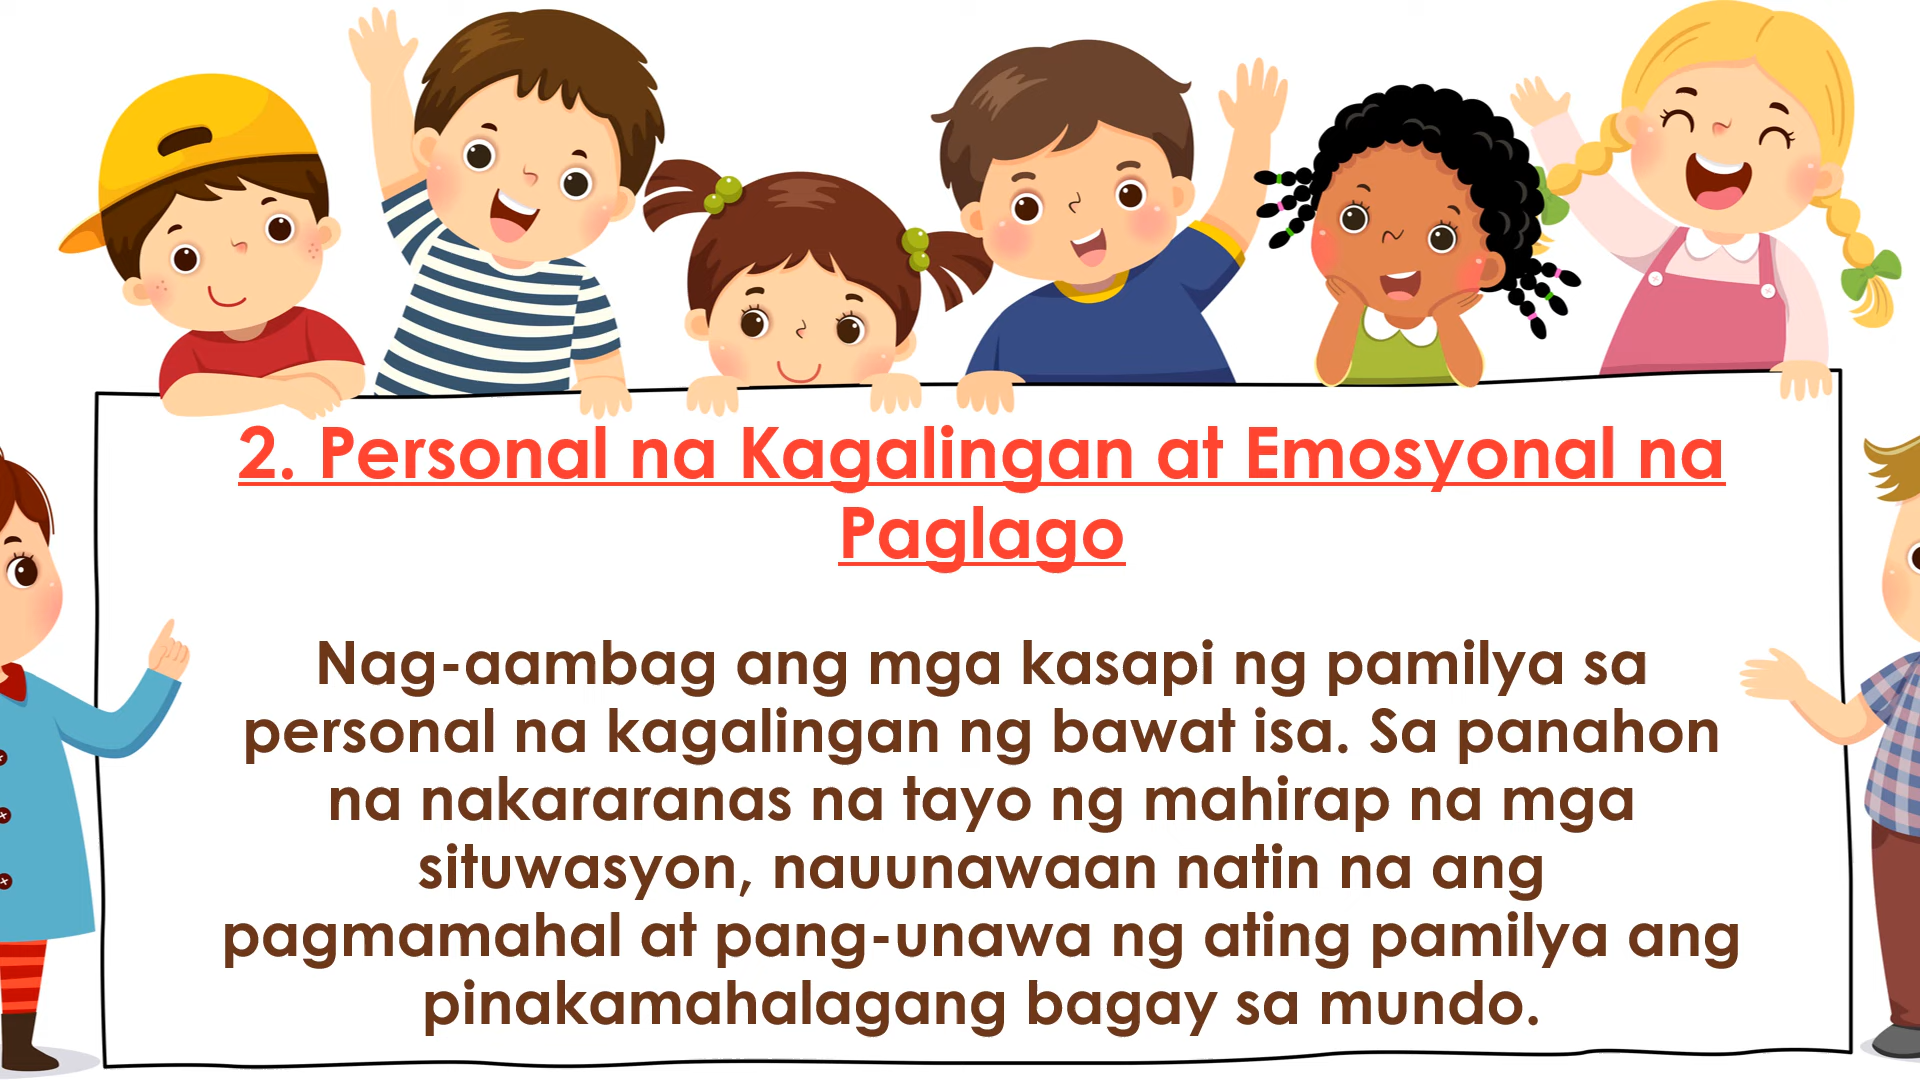 2. Personal na Kagalingan at Emosyonal na
Paglago
Nag-aambag ang mga kasapi ng pamilya sa
personal na kagalingan ng bawat isa. Sa panahon
na nakararanas na tayo ng mahirap na mga
situwasyon, nauunawaan natin na ang
pagmamahal at pang-unawa ng ating pamilya ang
pinakamahalagang bagay sa mundo.